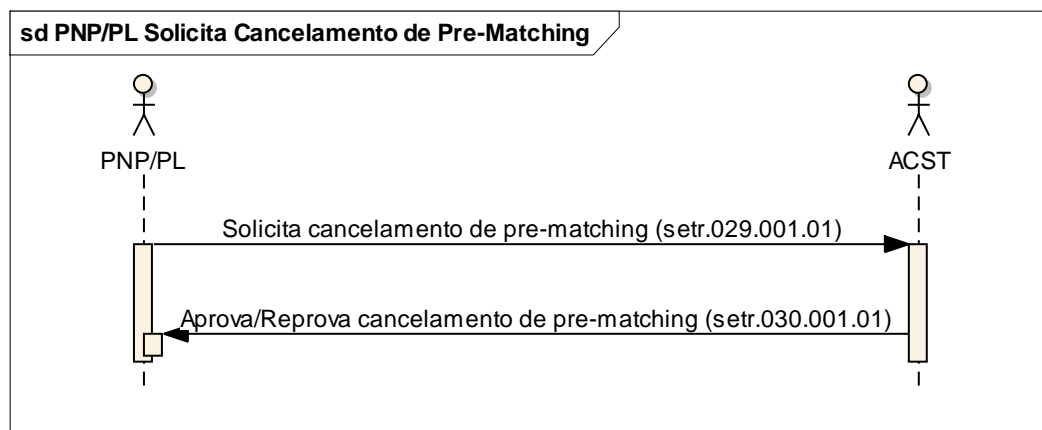 sd PNP/PL Solicita Cancelamento de Pre-Matching
PNP/PL
ACST
Solicita cancelamento de pre-matching (setr.029.001.01)
Aprova/Reprova cancelamento de pre-matching (setr.030.001.01)